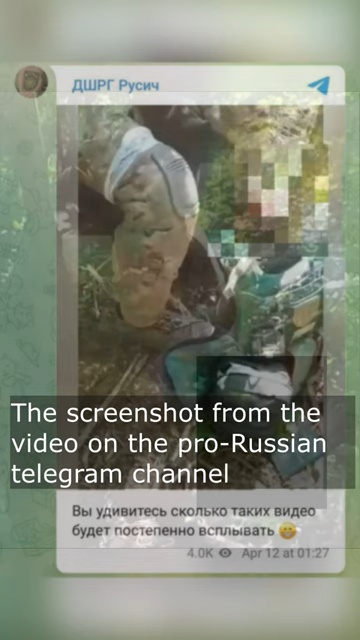 ДШРГ Русич
The screenshot from the
video on the pro-Russian
telegram channel
Вы удивитесь сколько таких видео
будет постепенно всплывать 😄
4.0K Apr 12 at 01:27